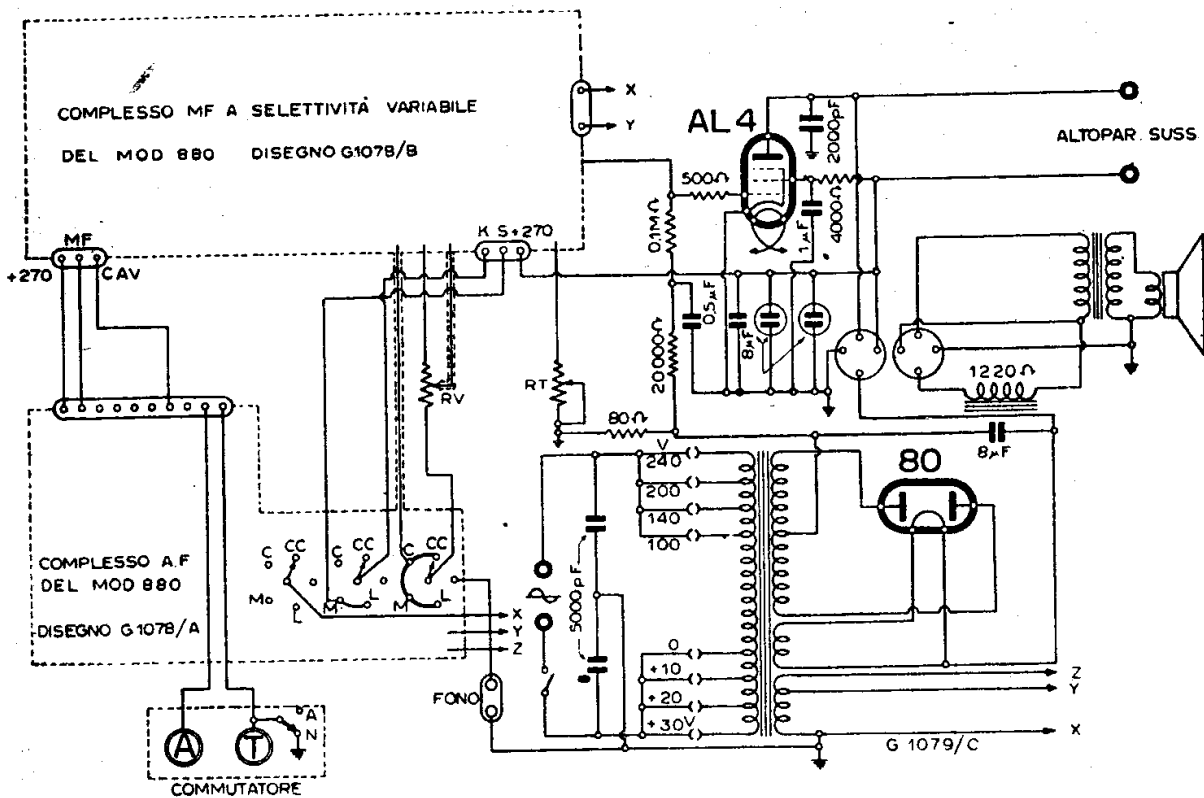 COMPLESSO MF A SELETTIVITÀ VARIABILE
DEL MOD 880 DISEGNO G1078/B
X
Y
AL4
2000pF
ALTOPAR. SUSS
500Ω
4000Ω
1µF
0.1MΩ
MF
+270
CAV
K S +270
0,5µF
8µF
20000Ω
RV
RT
1220Ω
80Ω
8µF
V
240
200
140
100
80
COMPLESSO A.F
DEL MOD 880
DISEGNO G1078/A
C
CC
M
L
C
CC
M
L
C
CC
M
L
X
Y
Z
5000pF
0
+10
+20
+30V
FONO
Z
Y
X
G 1079/C
A
T
A
N
COMMUTATORE